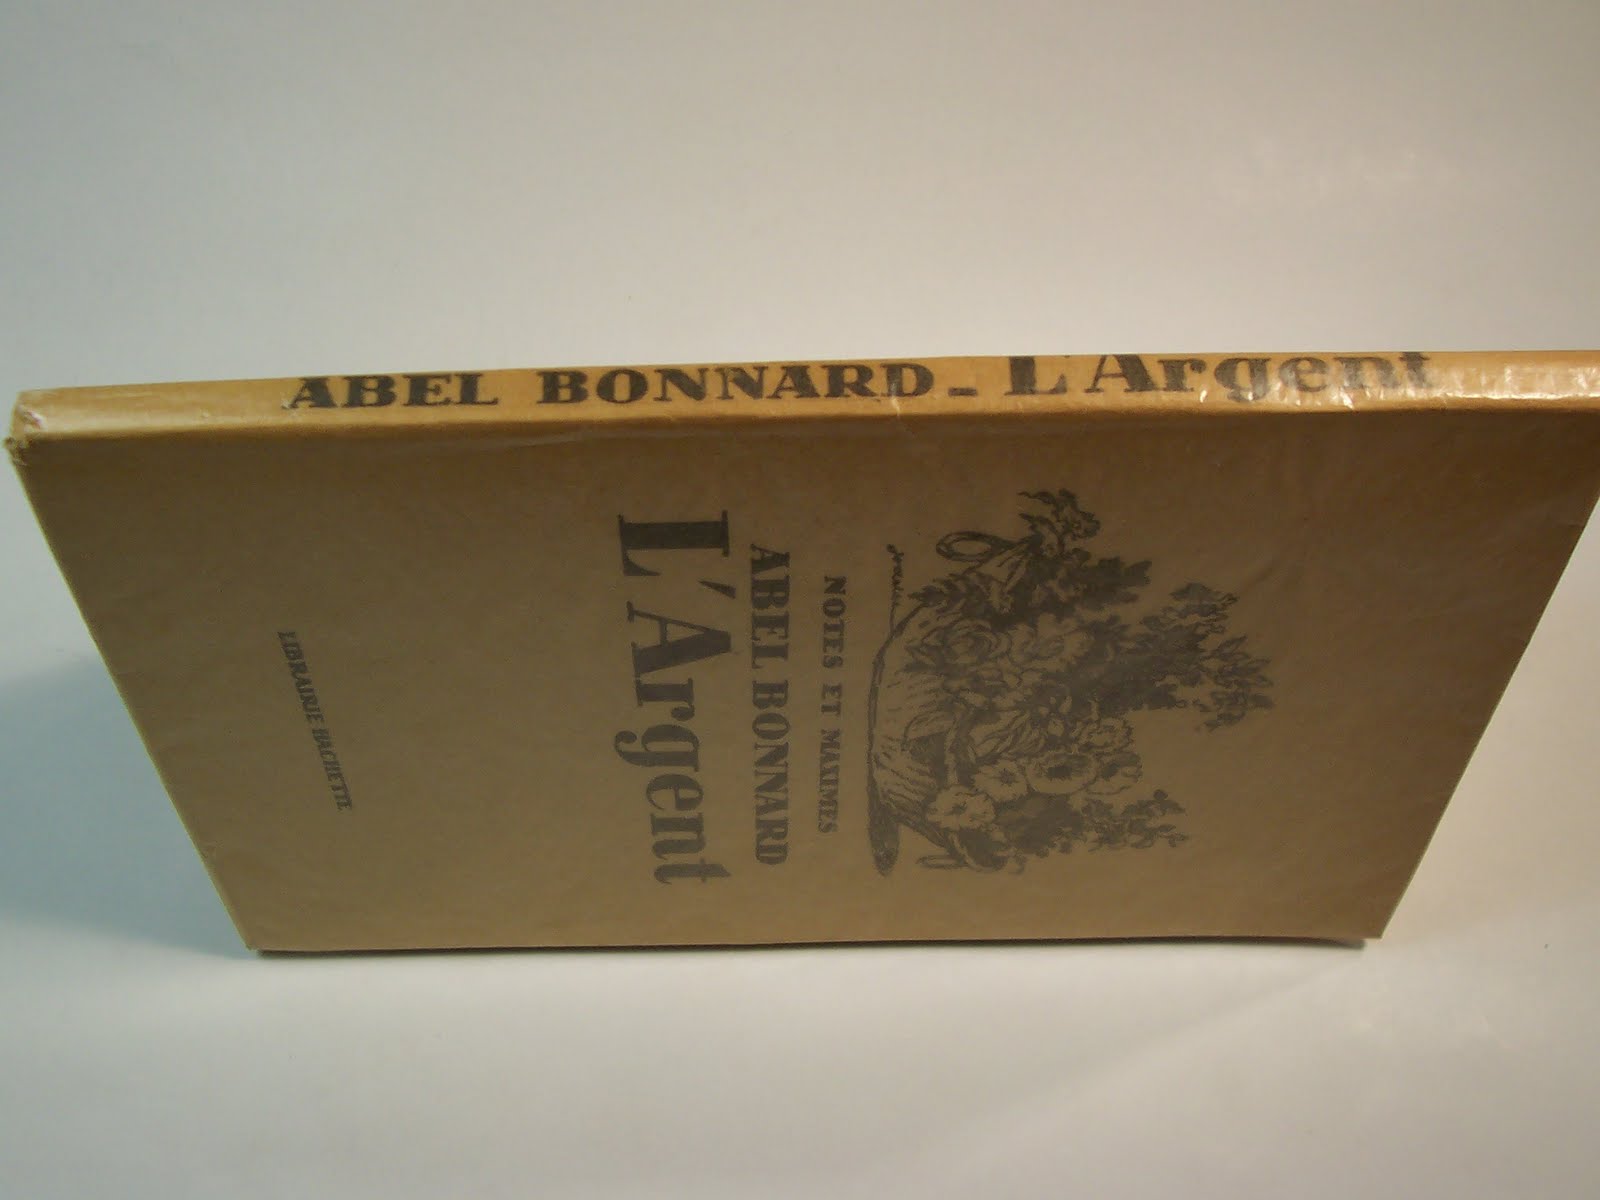 ABEL BONNARD - L'Argent
NOTES ET MAXIMES
ABEL BONNARD
L'Argent
LIBRAIRIE HACHETTE